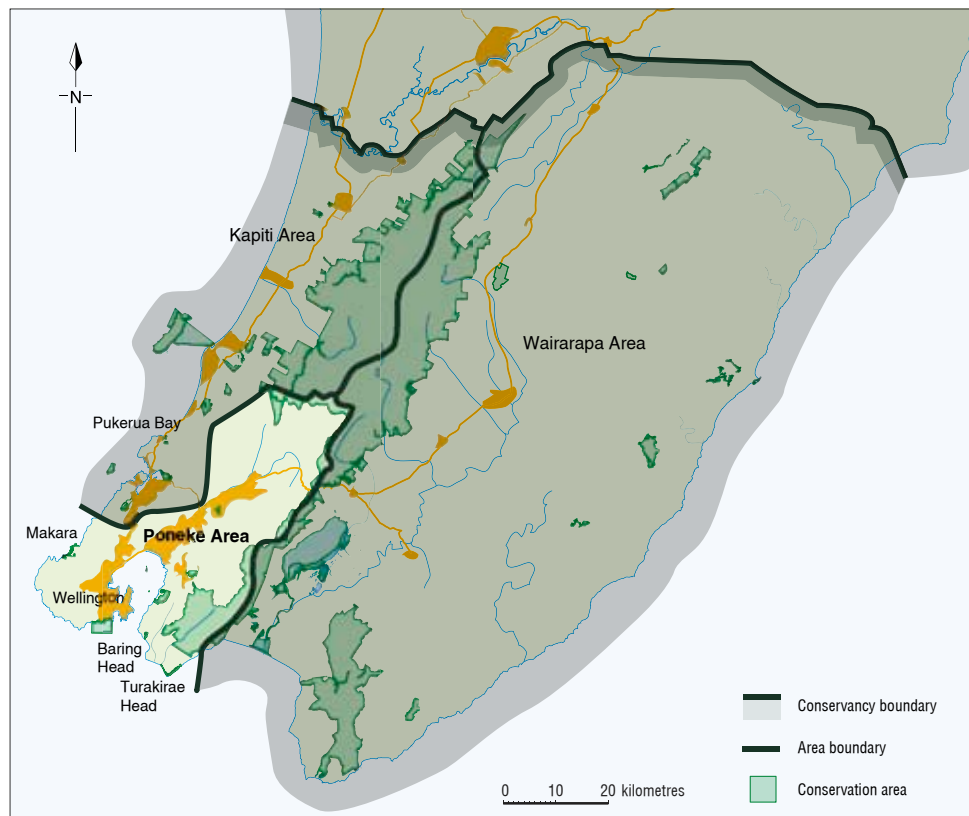 N
Kapiti Area
Wairarapa Area
Pukerua Bay
Makara
Poneke Area
Wellington
Baring
Head
Turakirae
Head
Conservancy boundary
Area boundary
Conservation area
0 10 20 kilometres